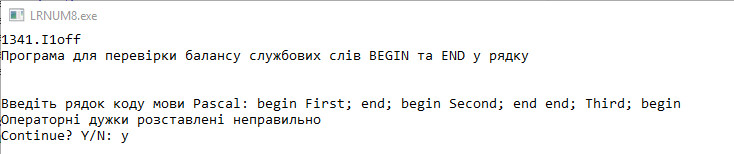 LRNUM8.exe
1341.I1off
Програма для перевірки балансу службових слів BEGIN та END у рядку
Введіть рядок коду мови Pascal: begin First; end; begin Second; end end; Third; begin
Операторні дужки розставлені неправильно
Continue? Y/N: y